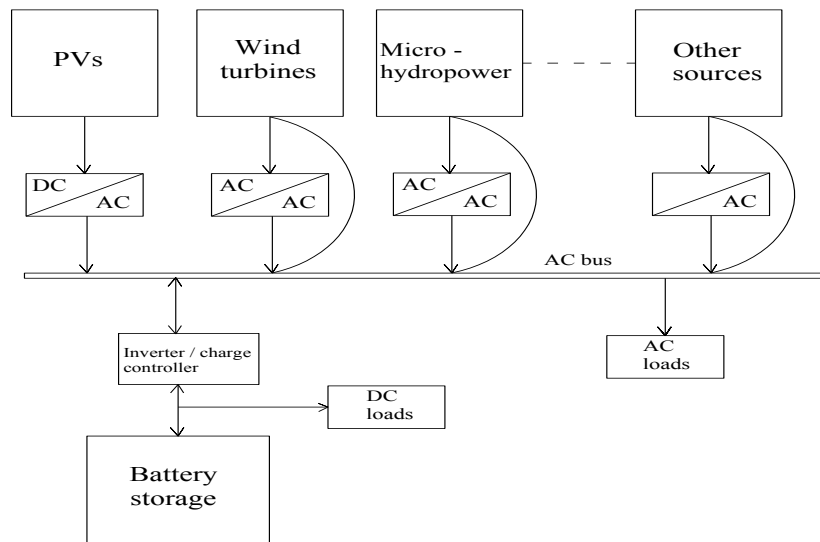 PVs
Wind
turbines
Micro -
hydropower
Other
sources
DC
AC
AC
AC
AC
AC
AC
AC bus
Inverter / charge
controller
AC
loads
DC
loads
Battery
storage